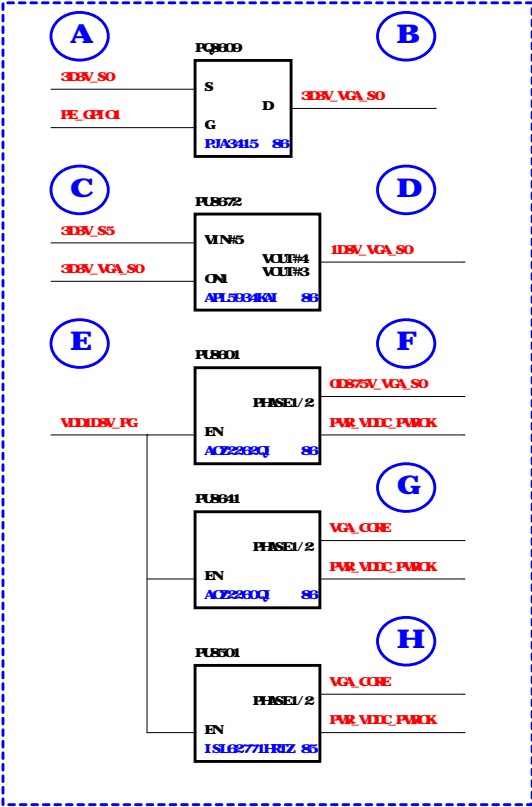 A
B
PQ8609
3D3V_S0
S
D
3D3V_VGA_S0
PE_GPIO1
G
PJA3415 86
C
D
PU8672
3D3V_S5
VIN#5
VOUT#4
1D8V_VGA_S0
3D3V_VGA_S0
VOUT#3
ON1
APL5934KAI 86
E
F
PU8601
0D875V_VGA_S0
PHASE1/2
VDD1D8V_PG
PWR_VDDC_PWROK
EN
AOZ2262QI 86
G
PU8641
VGA_CORE
PHASE1/2
EN
PWR_VDDC_PWROK
AOZ2260QI 86
H
PU8501
VGA_CORE
PHASE1/2
PWR_VDDC_PWROK
EN
ISL62771HRTZ 85